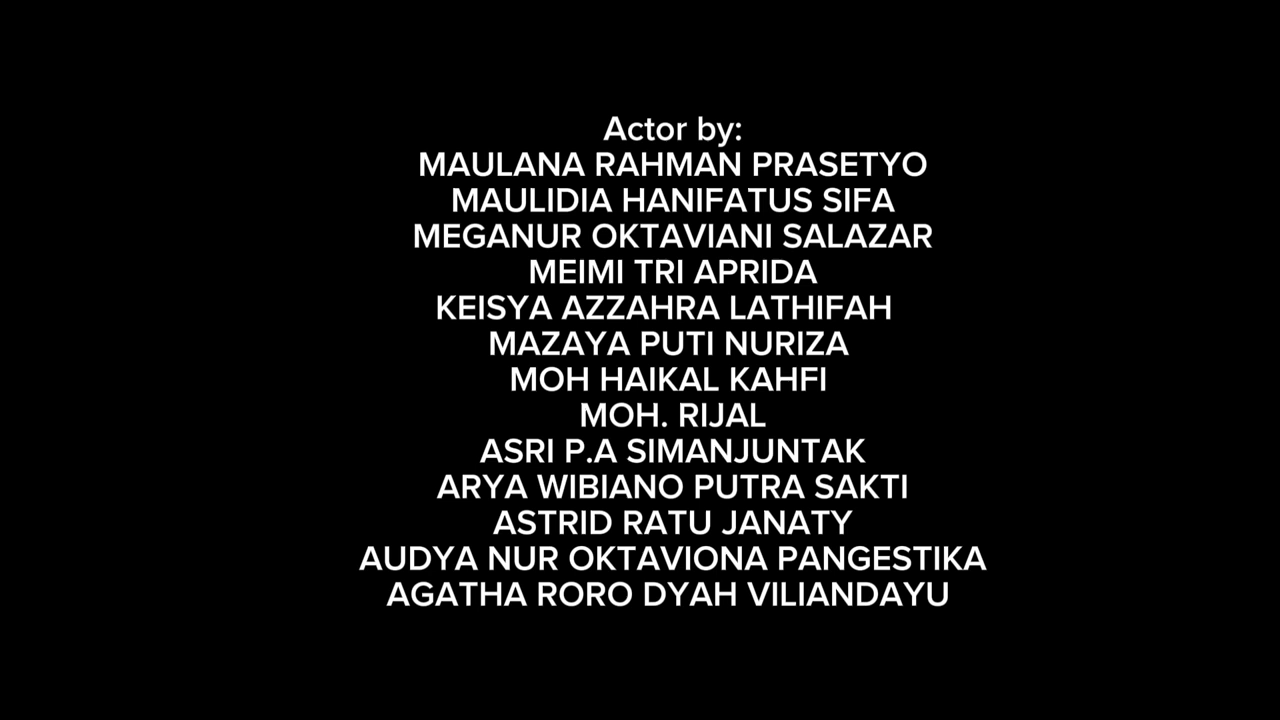 Actor by:
MAULANA RAHMAN PRASETYO
MAULIDIA HANIFATUS SIFA
MEGANUR OKTAVIANI SALAZAR
MEIMI TRI APRIDA
KEISYA AZZAHRA LATHIFAH
MAZAYA PUTI NURIZA
MOH HAIKAL KAHFI
MOH. RIJAL
ASRI P.A SIMANJUNTAK
ARYA WIBIANO PUTRA SAKTI
ASTRID RATU JANATY
AUDYA NUR OKTAVIONA PANGESTIKA
AGATHA RORO DYAH VILIANDAYU